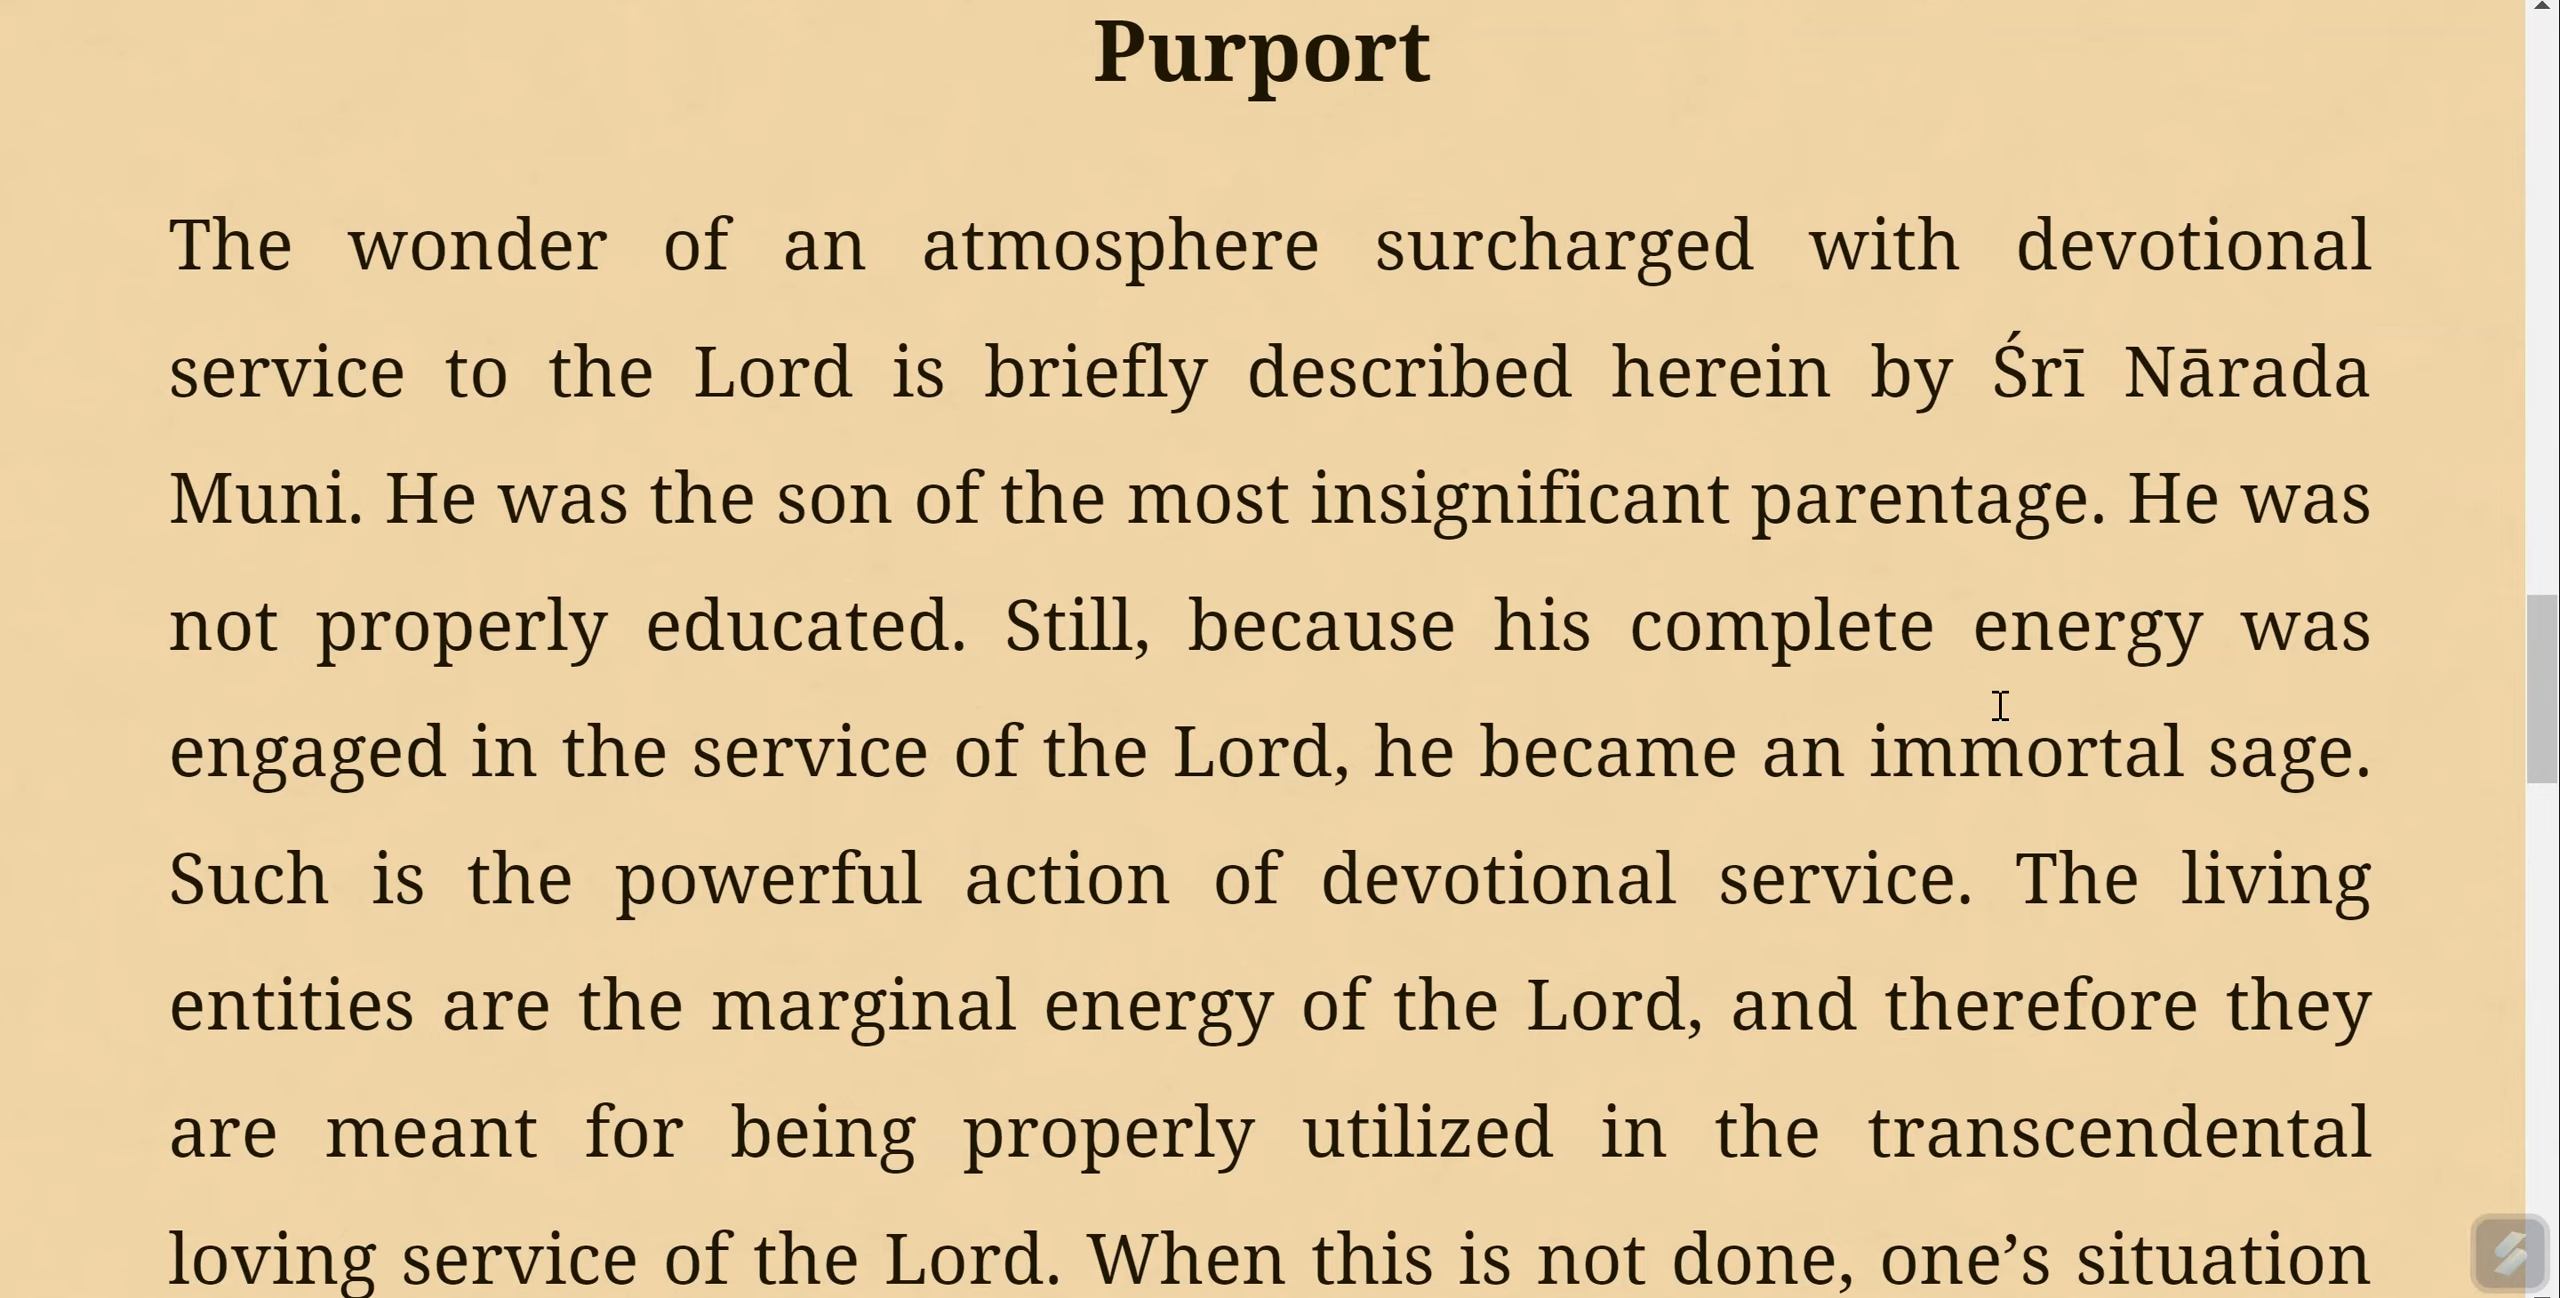 Purport
The wonder of an atmosphere surcharged with devotional
service to the Lord is briefly described herein by Śrī Nārada
Muni. He was the son of the most insignificant parentage. He was
not properly educated. Still, because his complete energy was
engaged in the service of the Lord, he became an immortal sage.
Such is the powerful action of devotional service. The living
entities are the marginal energy of the Lord, and therefore they
are meant for being properly utilized in the transcendental
loving service of the Lord. When this is not done, one’s situation